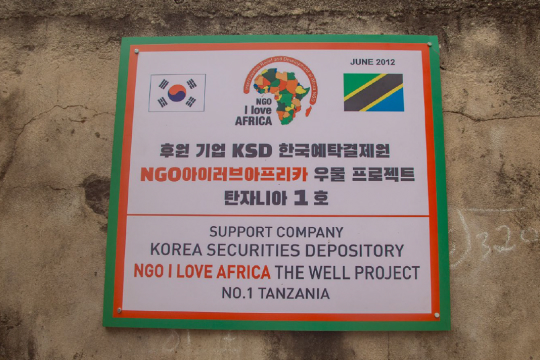 JUNE 2012
NGO
I love
AFRICA
후원 기업 KSD 한국예탁결제원
NGO아이러브아프리카 우물 프로젝트
탄자니아 1 호
SUPPORT COMPANY
KOREA SECURITIES DEPOSITORY
NGO I LOVE AFRICA THE WELL PROJECT
NO.1 TANZANIA